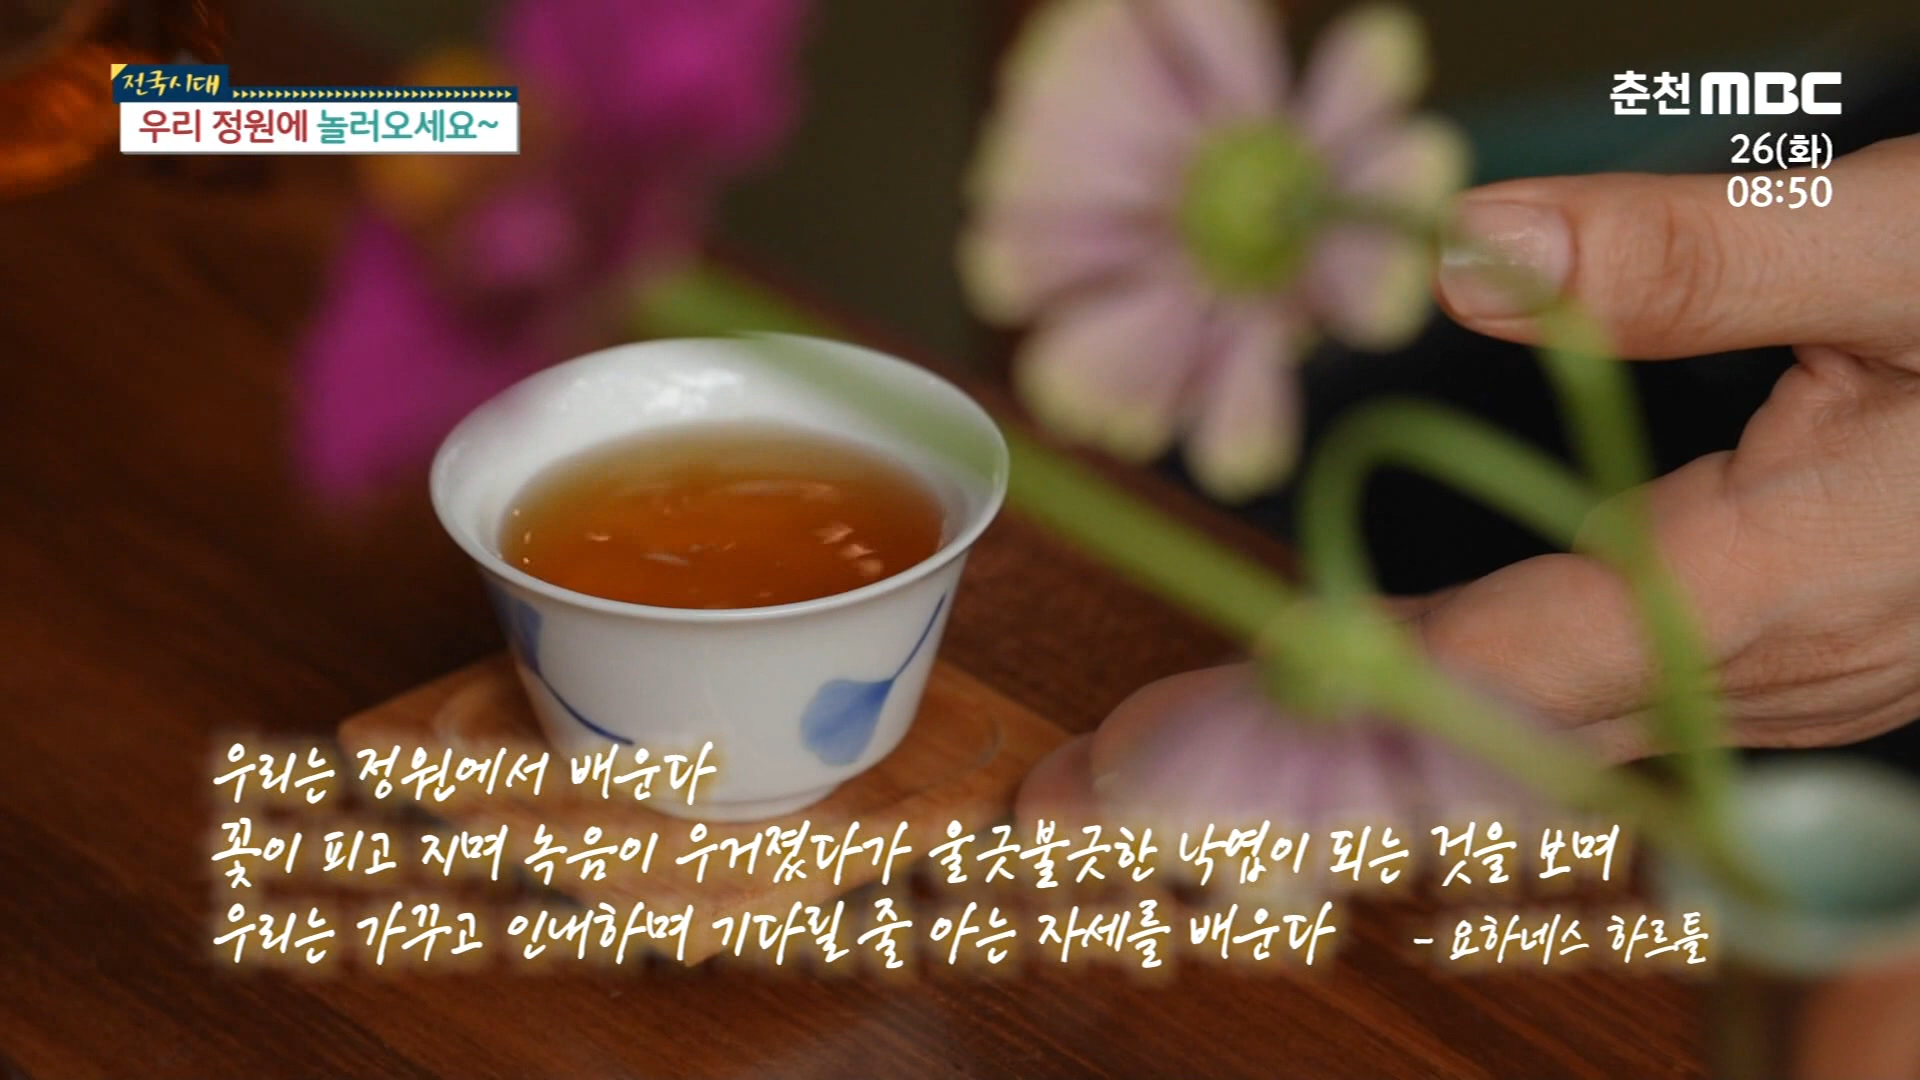 전국시대
우리 정원에 놀러오세요~
춘천MBC
26(화)
08:50
우리는 정원에서 배운다
꽃이 피고 지며 녹음이 우거졌다가 울긋불긋한 낙엽이 되는 것을 보며
우리는 가꾸고 인내하며 기다릴 줄 아는 자세를 배운다 - 요하네스 하르틀